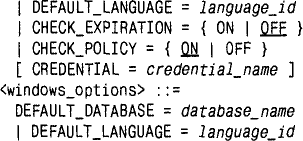 | DEFAULT_LANGUAGE = language_id
| CHECK_EXPIRATION = { ON | OFF }
| CHECK_POLICY = { ON | OFF }
[ CREDENTIAL = credential_name ]
<windows_options> ::=
DEFAULT_DATABASE = database_name
| DEFAULT_LANGUAGE = language_id